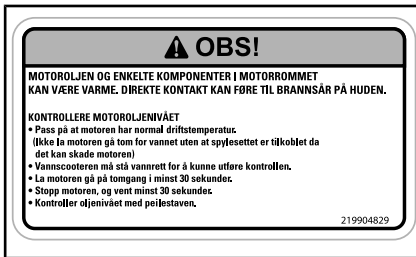 OBS!
MOTOROLJEN OG ENKELTE KOMPONENTER I MOTORROMMET
KAN VÆRE VARME. DIREKTE KONTAKT KAN FØRE TIL BRANNSÅR PÅ HUDEN.
KONTROLLERE MOTOROLJENIVÅET
• Pass på at motoren har normal driftstemperatur.
(Ikke la motoren gå tom for vannet uten at spylesettet er tilkoblet da
det kan skade motoren)
• Vannscooteren må stå vannrett for å kunne utføre kontrollen.
• La motoren gå på tomgang i minst 30 sekunder.
• Stopp motoren, og vent minst 30 sekunder.
• Kontroller oljenivået med peilestaven.
219904829